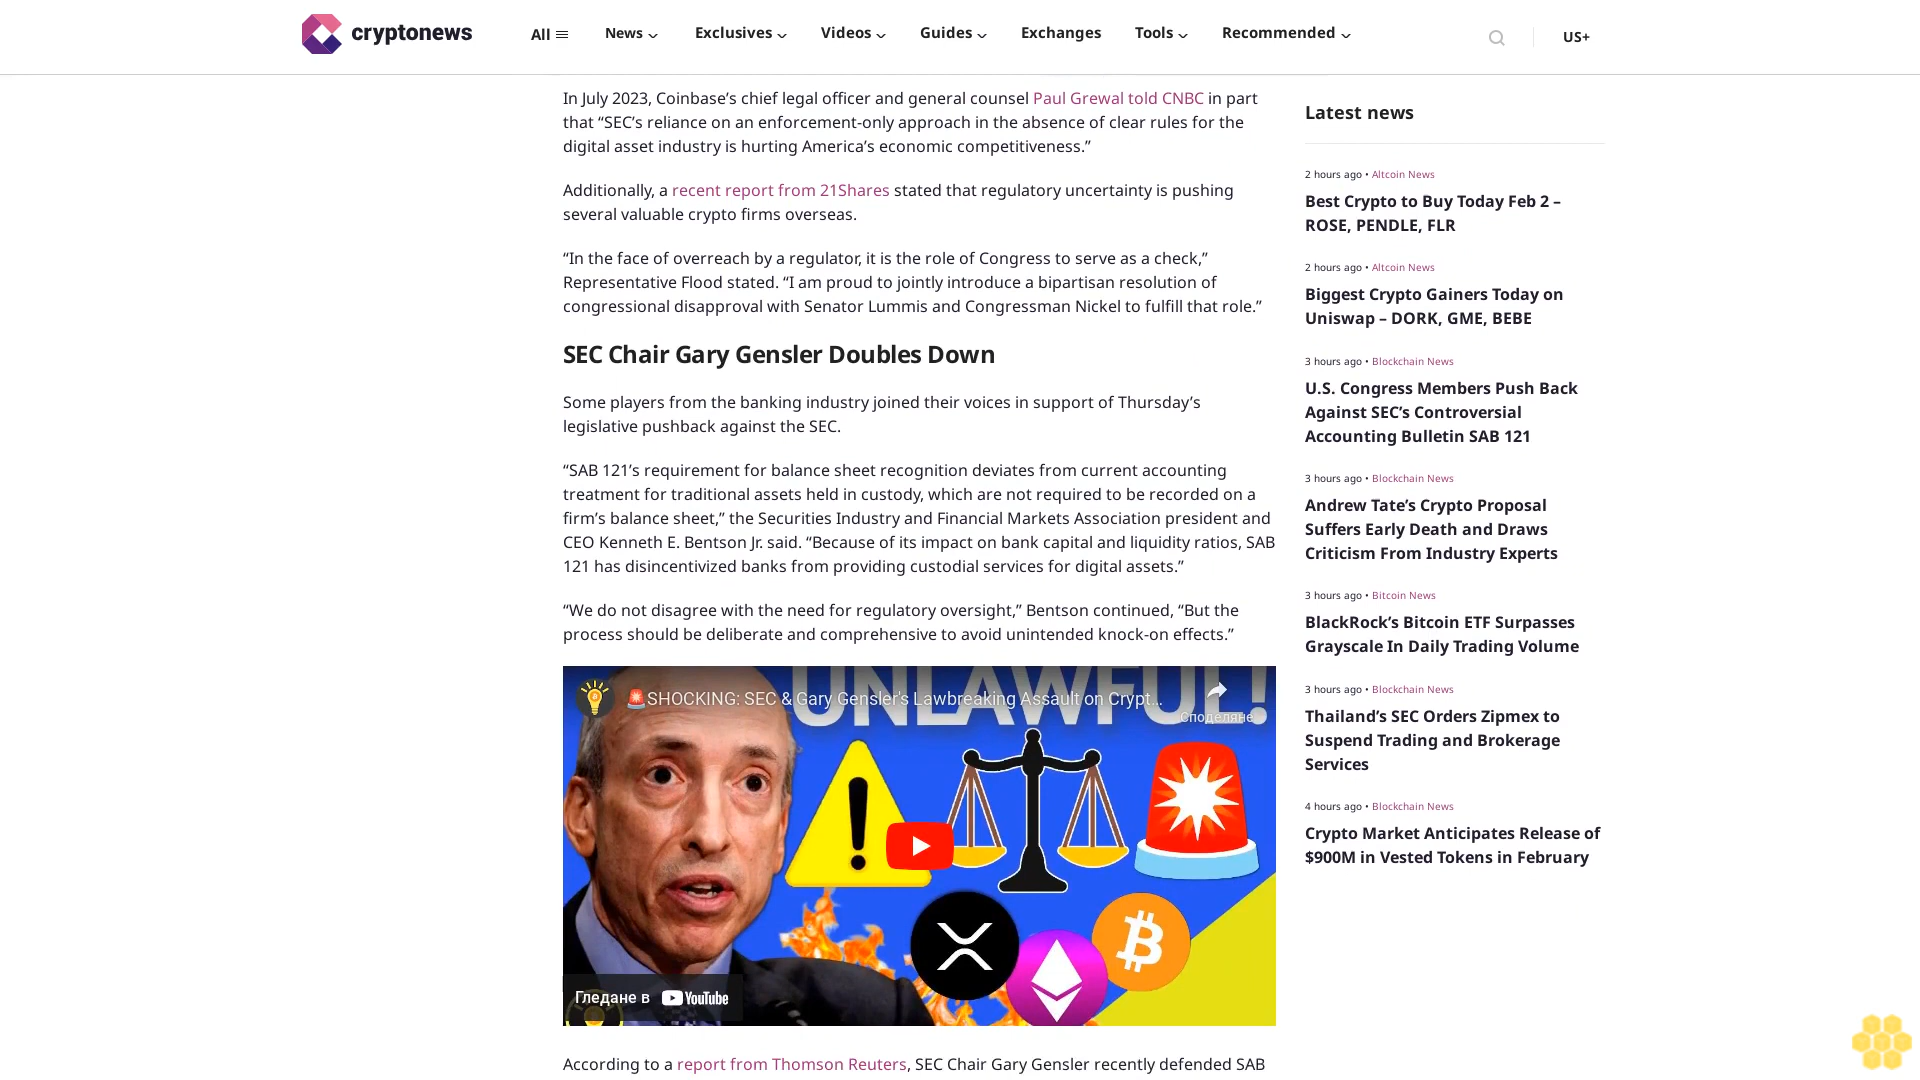 cryptonews
All
News
Exclusives
Videos
Guides
Exchanges
Tools
Recommended
US+
In July 2023, Coinbase’s chief legal officer and general counsel Paul Grewal told CNBC in part
that “SEC’s reliance on an enforcement-only approach in the absence of clear rules for the
digital asset industry is hurting America’s economic competitiveness.”
Additionally, a recent report from 21Shares stated that regulatory uncertainty is pushing
several valuable crypto firms overseas.
“In the face of overreach by a regulator, it is the role of Congress to serve as a check,”
Representative Flood stated. “I am proud to jointly introduce a bipartisan resolution of
congressional disapproval with Senator Lummis and Congressman Nickel to fulfill that role.”
SEC Chair Gary Gensler Doubles Down
Some players from the banking industry joined their voices in support of Thursday’s
legislative pushback against the SEC.
“SAB 121’s requirement for balance sheet recognition deviates from current accounting
treatment for traditional assets held in custody, which are not required to be recorded on a
firm’s balance sheet,” the Securities Industry and Financial Markets Association president and
CEO Kenneth E. Bentson Jr. said. “Because of its impact on bank capital and liquidity ratios, SAB
121 has disincentivized banks from providing custodial services for digital assets.”
“We do not disagree with the need for regulatory oversight,” Bentson continued, “But the
process should be deliberate and comprehensive to avoid unintended knock-on effects.”
UNLAWFUL!
🚨SHOCKING: SEC & Gary Gensler's Lawbreaking Assault on Crypt...
Споделяне
Гледане в YouTube
According to a report from Thomson Reuters, SEC Chair Gary Gensler recently defended SAB
Latest news
2 hours ago • Altcoin News
Best Crypto to Buy Today Feb 2 –
ROSE, PENDLE, FLR
2 hours ago • Altcoin News
Biggest Crypto Gainers Today on
Uniswap – DORK, GME, BEBE
3 hours ago • Blockchain News
U.S. Congress Members Push Back
Against SEC’s Controversial
Accounting Bulletin SAB 121
3 hours ago • Blockchain News
Andrew Tate’s Crypto Proposal
Suffers Early Death and Draws
Criticism From Industry Experts
3 hours ago • Bitcoin News
BlackRock’s Bitcoin ETF Surpasses
Grayscale In Daily Trading Volume
3 hours ago • Blockchain News
Thailand’s SEC Orders Zipmex to
Suspend Trading and Brokerage
Services
4 hours ago • Blockchain News
Crypto Market Anticipates Release of
$900M in Vested Tokens in February